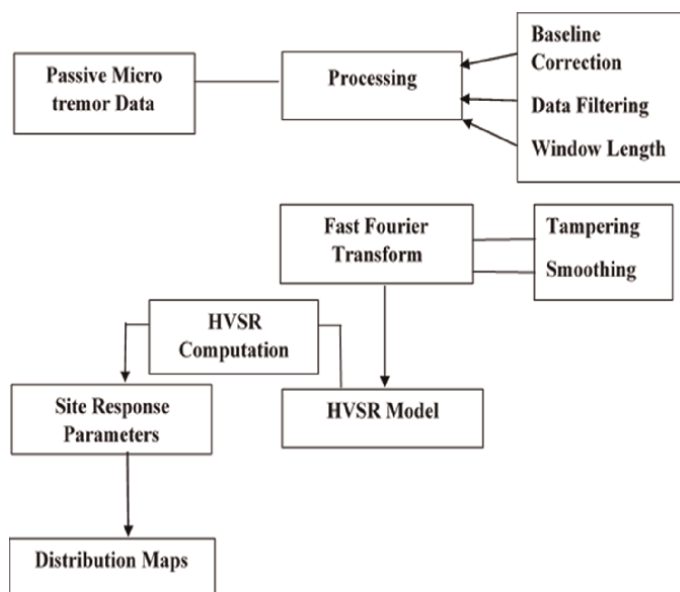 Passive Micro
tremor Data
Processing
Baseline
Correction
Data Filtering
Window Length
Fast Fourier
Transform
Tampering
Smoothing
HVSR
Computation
Site Response
Parameters
HVSR Model
Distribution Maps